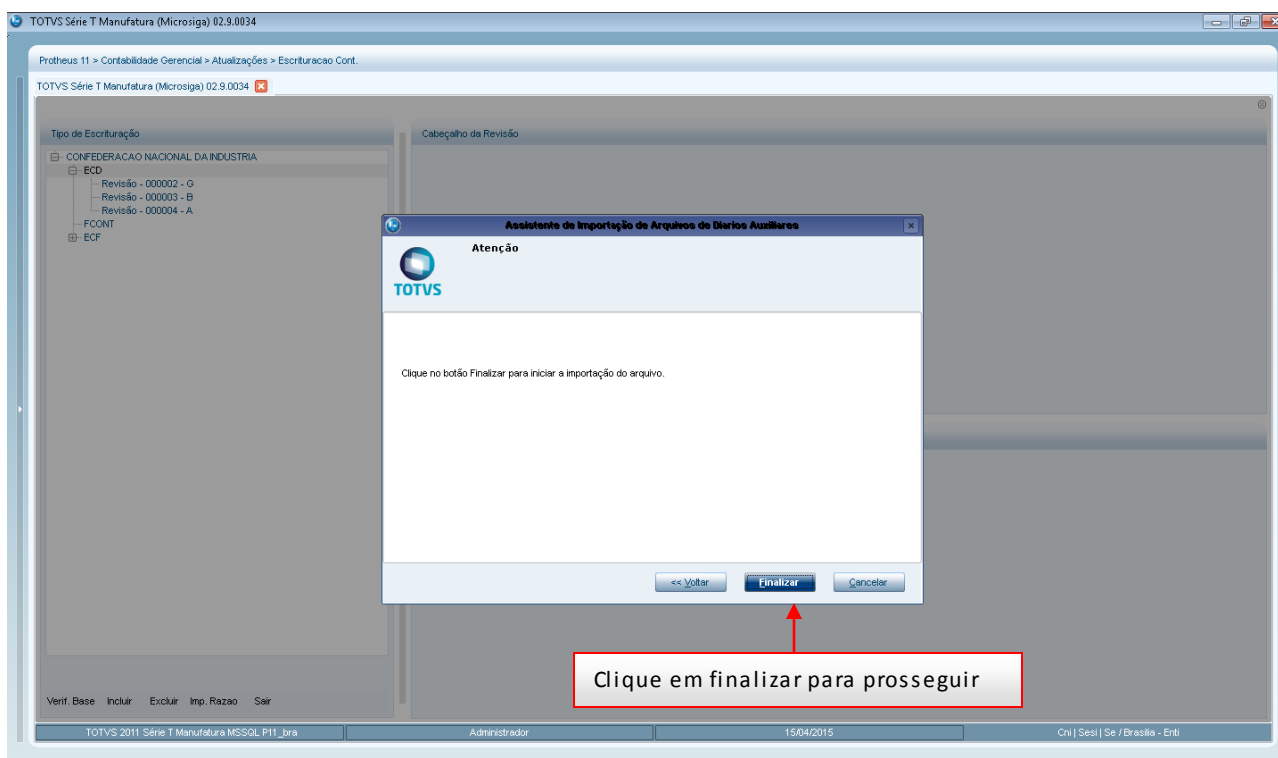 TOTVS Série T Manufatura (Microsiga) 02.9.0034
Protheus 11 > Contabilidade Gerencial > Atualizações > Escrituracao Cont.
TOTVS Série T Manufatura (Microsiga) 02.9.0034
Tipo de Escrituração
Cabeçalho da Revisão
CONFEDERACAO NACIONAL DA INDUSTRIA
ECD
Revisão - 000002 - G
Revisão - 000003 - B
Revisão - 000004 - A
FCONT
ECF
Assistente de Importação de Arquivos de Diarios Auxiliares
Atenção
TOTVS
Clique no botão Finalizar para iniciar a importação do arquivo.
<< Voltar
Finalizar
Cancelar
Clique em finalizar para prosseguir
Verif. Base Incluir Excluir Imp. Razao Sair
TOTVS 2011 Série T Manufatura MSSQL P11_bra
Administrador
15/04/2015
Cni | Sesi | Se / Brasilia - Enti